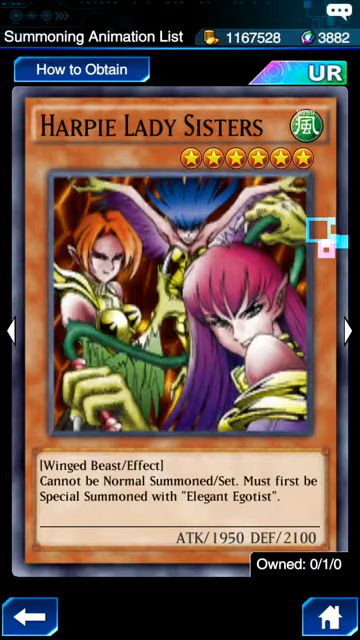 Summoning Animation List 1167528 3882
How to Obtain
UR
HARPIE LADY SISTERS
風
[Winged Beast/Effect]
Cannot be Normal Summoned/Set. Must first be
Special Summoned with "Elegant Egotist".
ATK/1950 DEF/2100
Owned: 0/1/0